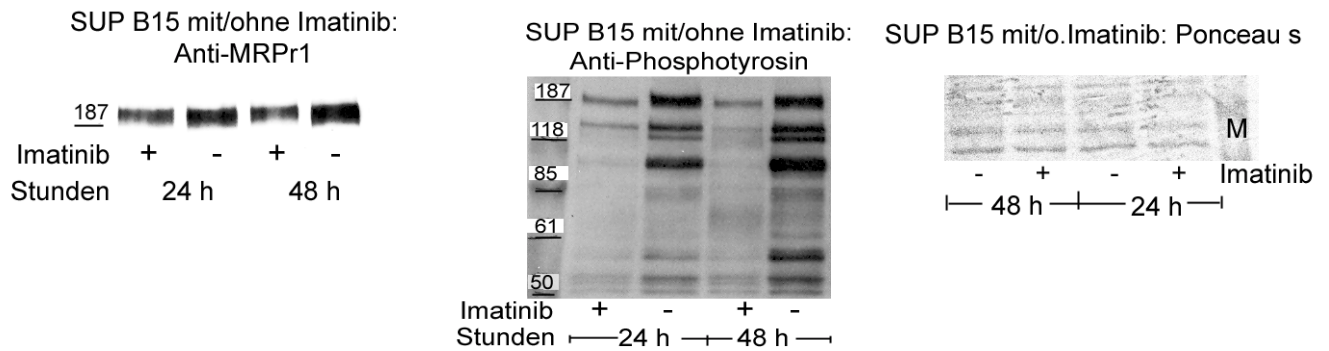 SUP B15 mit/ohne Imatinib:
Anti-MRPr1
187
Imatinib + - + -
Stunden 24 h 48 h
SUP B15 mit/ohne Imatinib:
Anti-Phosphotyrosin
187
118
85
61
50
Imatinib + - + -
Stunden 24 h 48 h
SUP B15 mit/o.Imatinib: Ponceau s
M
- + - + Imatinib
48 h 24 h